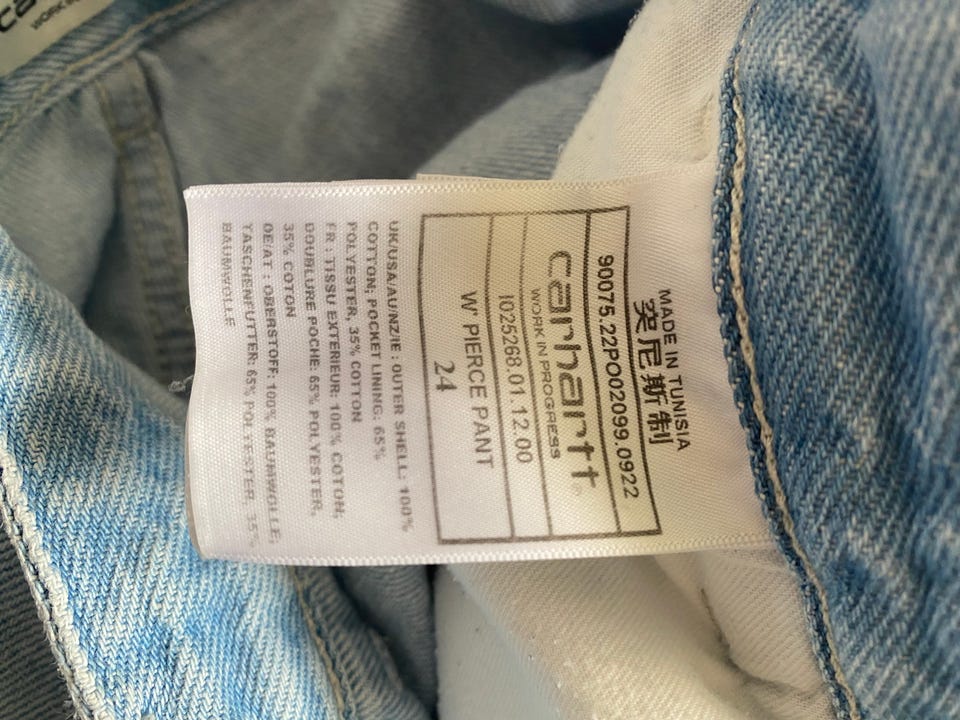 MADE IN TUNISIA
突尼斯制
90075.22PO02099.0922
carhartt
WORK IN PROGRESS
I025268.01.12.00
W' PIERCE PANT
24
UK/USA/AU/NZ/IE : OUTER SHELL: 100%
COTTON; POCKET LINING: 65%
POLYESTER, 35% COTTON
FR : TISSU EXTERIEUR: 100% COTON;
DOUBLURE POCHE: 65% POLYESTER,
35% COTON
DE/AT : OBERSTOFF: 100% BAUMWOLLE;
TASCHENFUTTER: 65% POLYESTER, 35%
BAUMWOLLE
ca
WORK